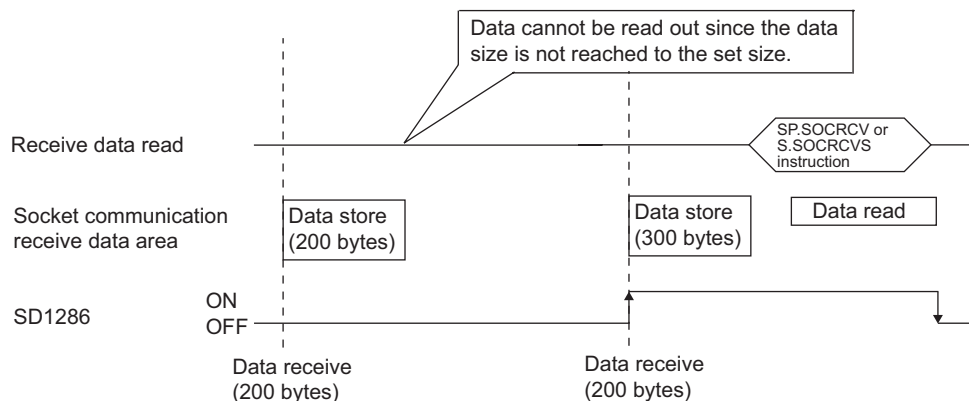 Data cannot be read out since the data
size is not reached to the set size.
Receive data read
SP.SOCRCV or
S.SOCRCVS
instruction
Socket communication
receive data area
Data store
(200 bytes)
Data store
(300 bytes)
Data read
SD1286
ON
OFF
Data receive
(200 bytes)
Data receive
(200 bytes)